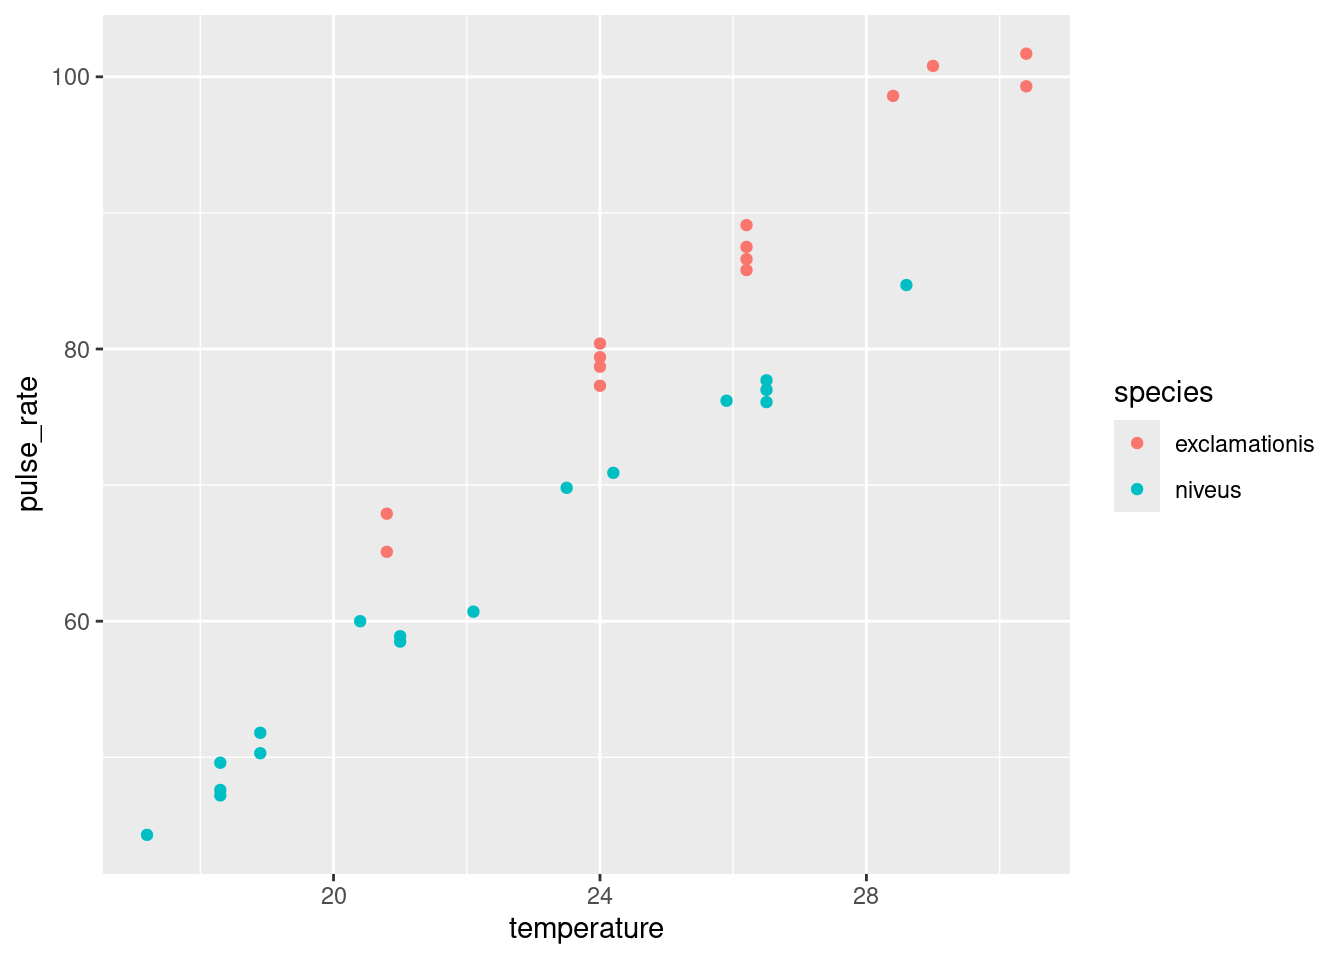 100
80
60
pulse_rate
20
24
28
temperature
species
exclamationis
niveus